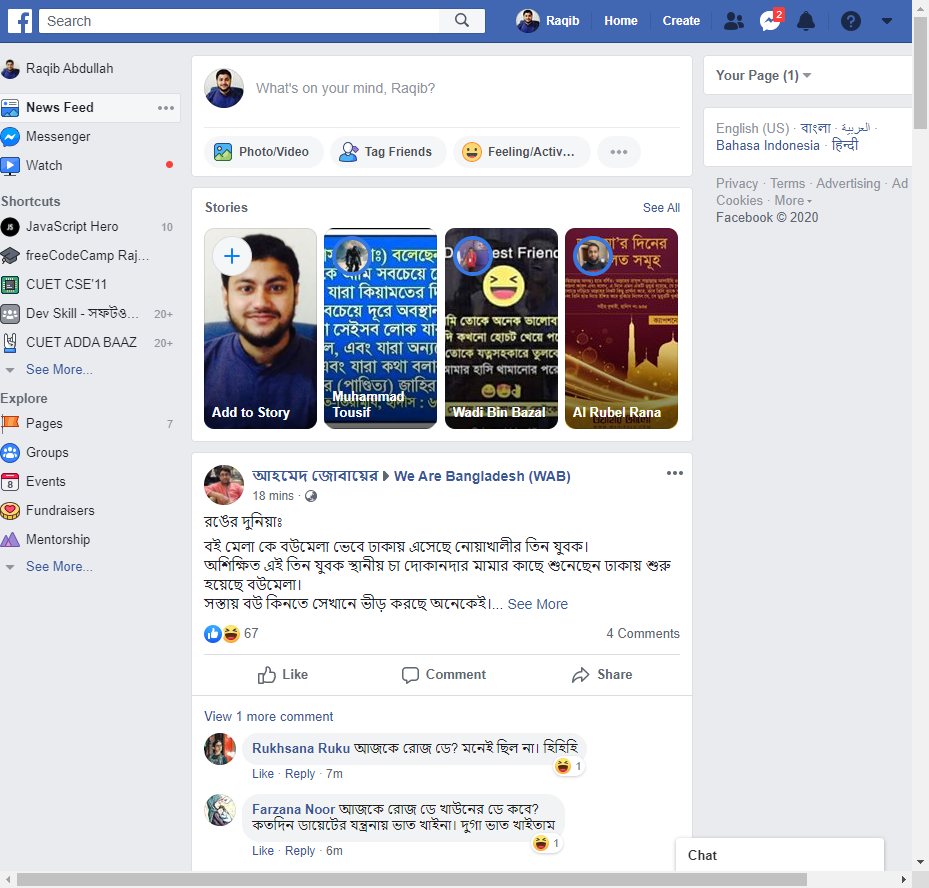 Search
Raqib
Home
Create
2
Raqib Abdullah
News Feed
Messenger
Watch
Shortcuts
JavaScript Hero 10
freeCodeCamp Raj...
CUET CSE'11
Dev Skill - সফটও... 20+
CUET ADDA BAAZ 20+
See More...
Explore
Pages 7
Groups
Events
Fundraisers
Mentorship
See More...
What's on your mind, Raqib?
Photo/Video
Tag Friends
Feeling/Activ...
Stories
See All
Add to Story
Muhammad
Tousif
Wadi Bin Bazal
Al Rubel Rana
আহমেদ জোবায়ের We Are Bangladesh (WAB)
18 mins ·
রঙের দুনিয়াঃ
বই মেলা কে বউমেলা ভেবে ঢাকায় এসেছে নোয়াখালীর তিন যুবক।
অশিক্ষিত এই তিন যুবক স্থানীয় চা দোকানদার মামার কাছে শুনেছেন ঢাকায় শুরু
হয়েছে বউমেলা।
সস্তায় বউ কিনতে সেখানে ভীড় করছে অনেকেই।... See More
67
4 Comments
Like
Comment
Share
View 1 more comment
Rukhsana Ruku আজকে রোজ ডে? মনেই ছিল না। হিহিহি
1
Like · Reply · 7m
Farzana Noor আজকে রোজ ডে খাউনের ডে কবে?
কতদিন ডায়েটের যন্ত্রনায় ভাত খাইনা। দুগা ভাত খাইতাম
1
Like · Reply · 6m
Your Page (1)
English (US) · বাংলা · العربية ·
Bahasa Indonesia · हिन्दी
Privacy · Terms · Advertising · Ad
Cookies · More
Facebook © 2020
Chat